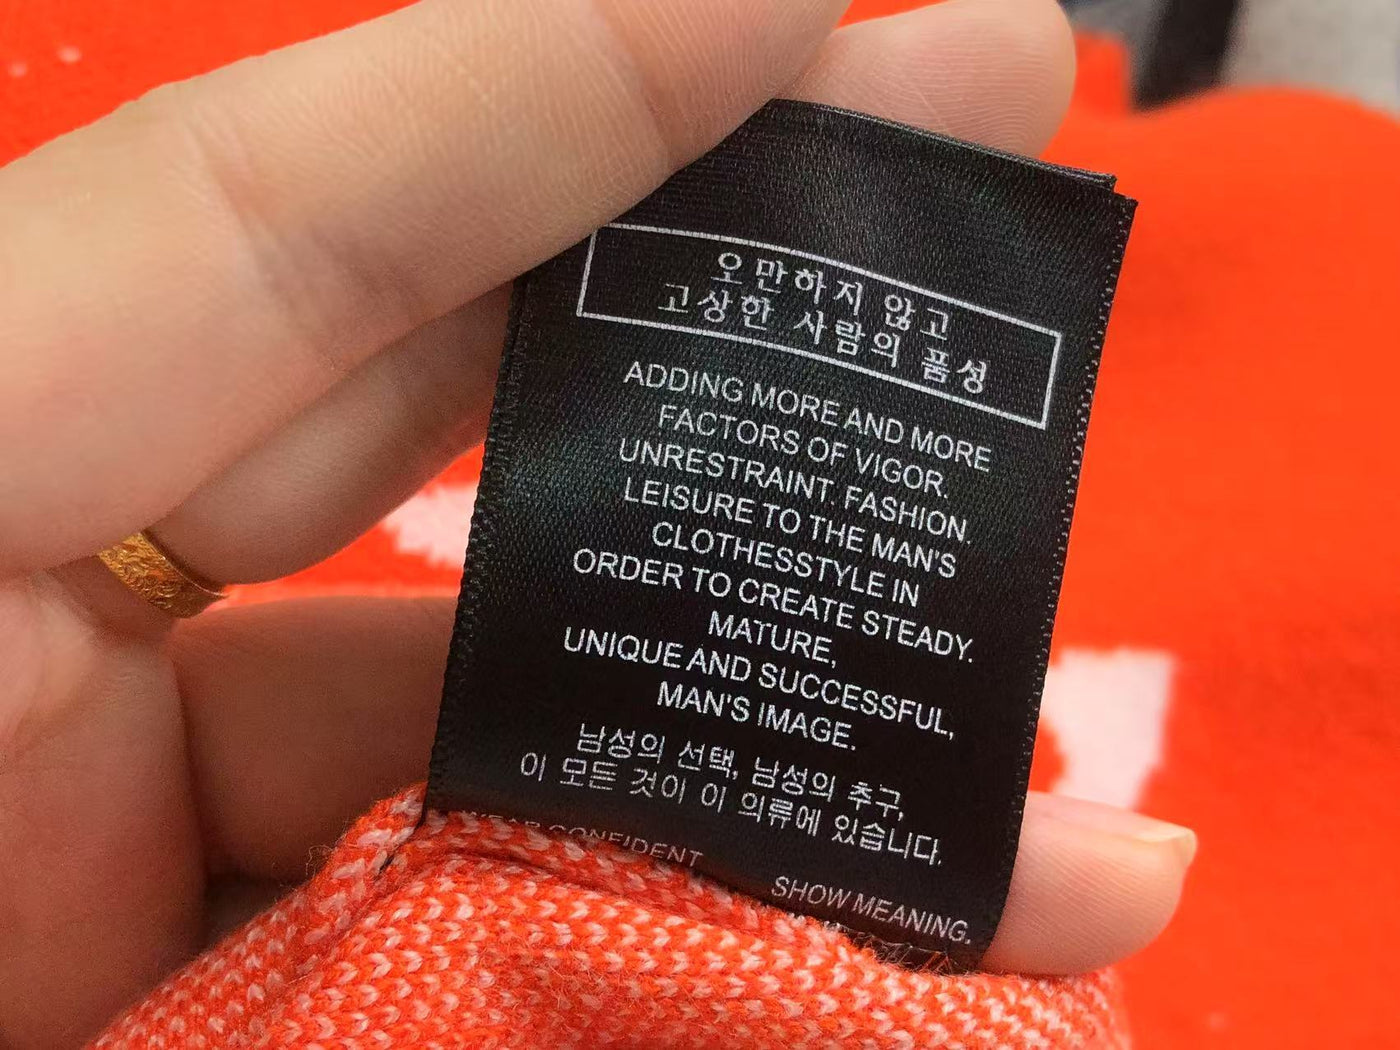 오만하지 않고
고상한 사람의 품성
ADDING MORE AND MORE
FACTORS OF VIGOR.
UNRESTRAINT. FASHION.
LEISURE TO THE MAN'S
CLOTHESSTYLE IN
ORDER TO CREATE STEADY.
MATURE,
UNIQUE AND SUCCESSFUL,
MAN'S IMAGE.
남성의 선택, 남성의 추구,
이 모든 것이 이 의류에 있습니다.
CONFIDENT
SHOW MEANING.